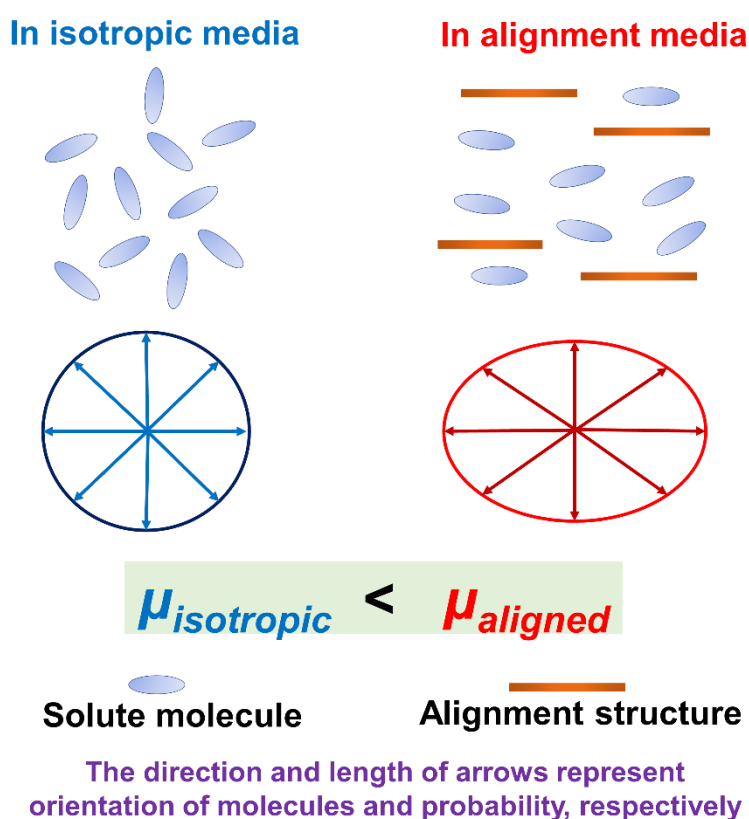 In isotropic media
In alignment media
μisotropic < μaligned
Solute molecule
Alignment structure
The direction and length of arrows represent
orientation of molecules and probability, respectively